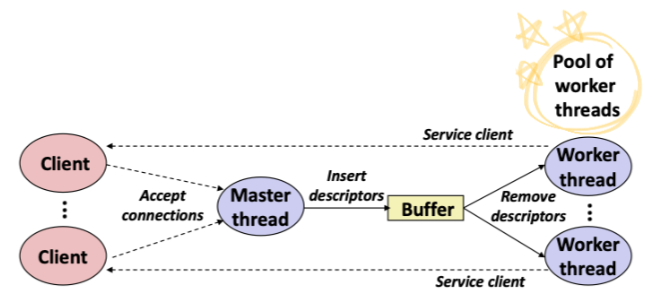 Pool of
worker
threads
Service client
Client
Accept
connections
Master
thread
Insert
descriptors
Buffer
Remove
descriptors
Worker
thread
Client
Worker
thread
Service client